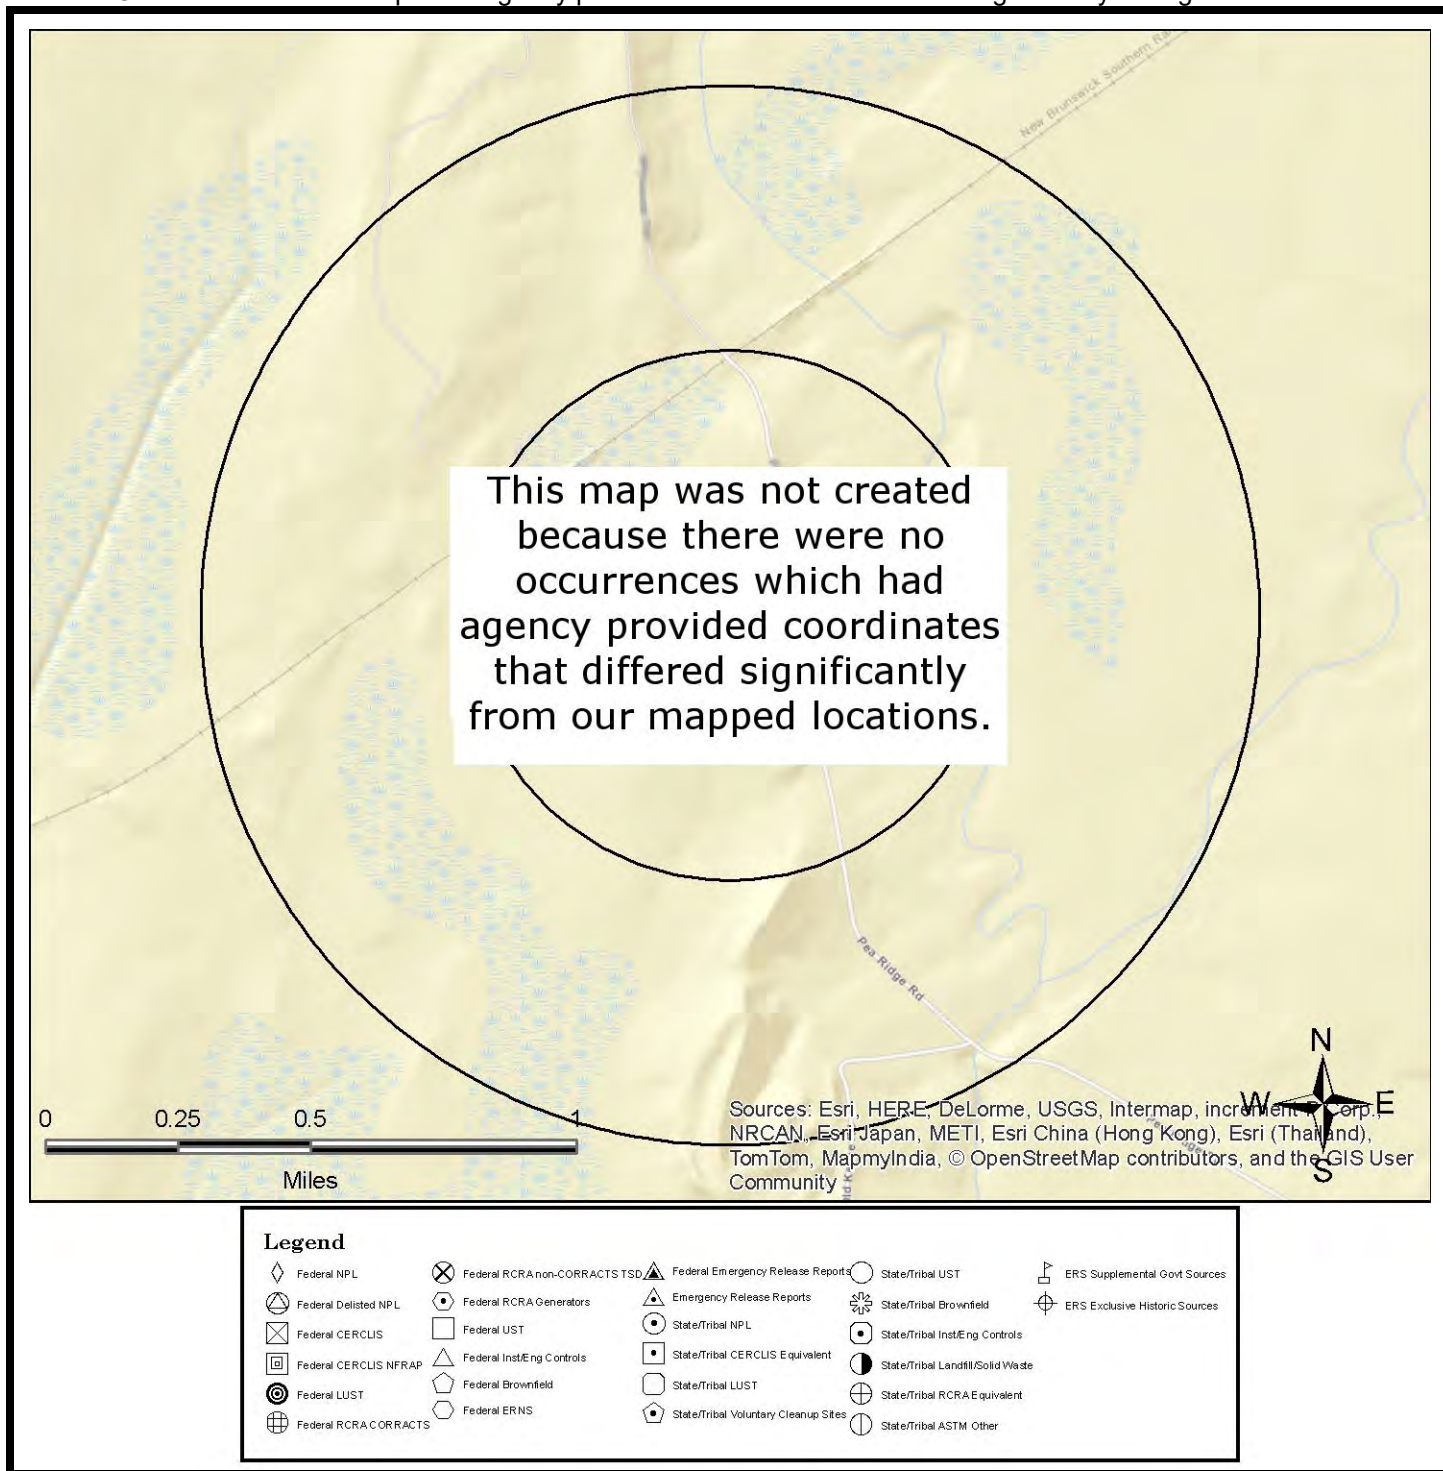 New Brunswick Southern Ra
This map was not created
because there were no
occurrences which had
agency provided coordinates
that differed significantly
from our mapped locations.
Pea Ridge Rd
N
W E
S
0 0.25 0.5 1
Miles
Sources: Esri, HERE, DeLorme, USGS, Intermap, increment P Corp.,
NRCAN, Esri Japan, METI, Esri China (Hong Kong), Esri (Thailand),
TomTom, MapmyIndia, © OpenStreetMap contributors, and the GIS User
Community
Legend
Federal NPL
Federal Delisted NPL
Federal CERCLIS
Federal CERCLIS NFRAP
Federal LUST
Federal RCRA CORRACTS
Federal RCRA non-CORRACTS TSD
Federal RCRA Generators
Federal UST
Federal Inst/Eng Controls
Federal Brownfield
Federal ERNS
Federal Emergency Release Reports
Emergency Release Reports
State/Tribal NPL
State/Tribal CERCLIS Equivalent
State/Tribal LUST
State/Tribal Voluntary Cleanup Sites
State/Tribal UST
State/Tribal Brownfield
State/Tribal Inst/Eng Controls
State/Tribal Landfill/Solid Waste
State/Tribal RCRA Equivalent
State/Tribal ASTM Other
ERS Supplemental Govt Sources
ERS Exclusive Historic Sources